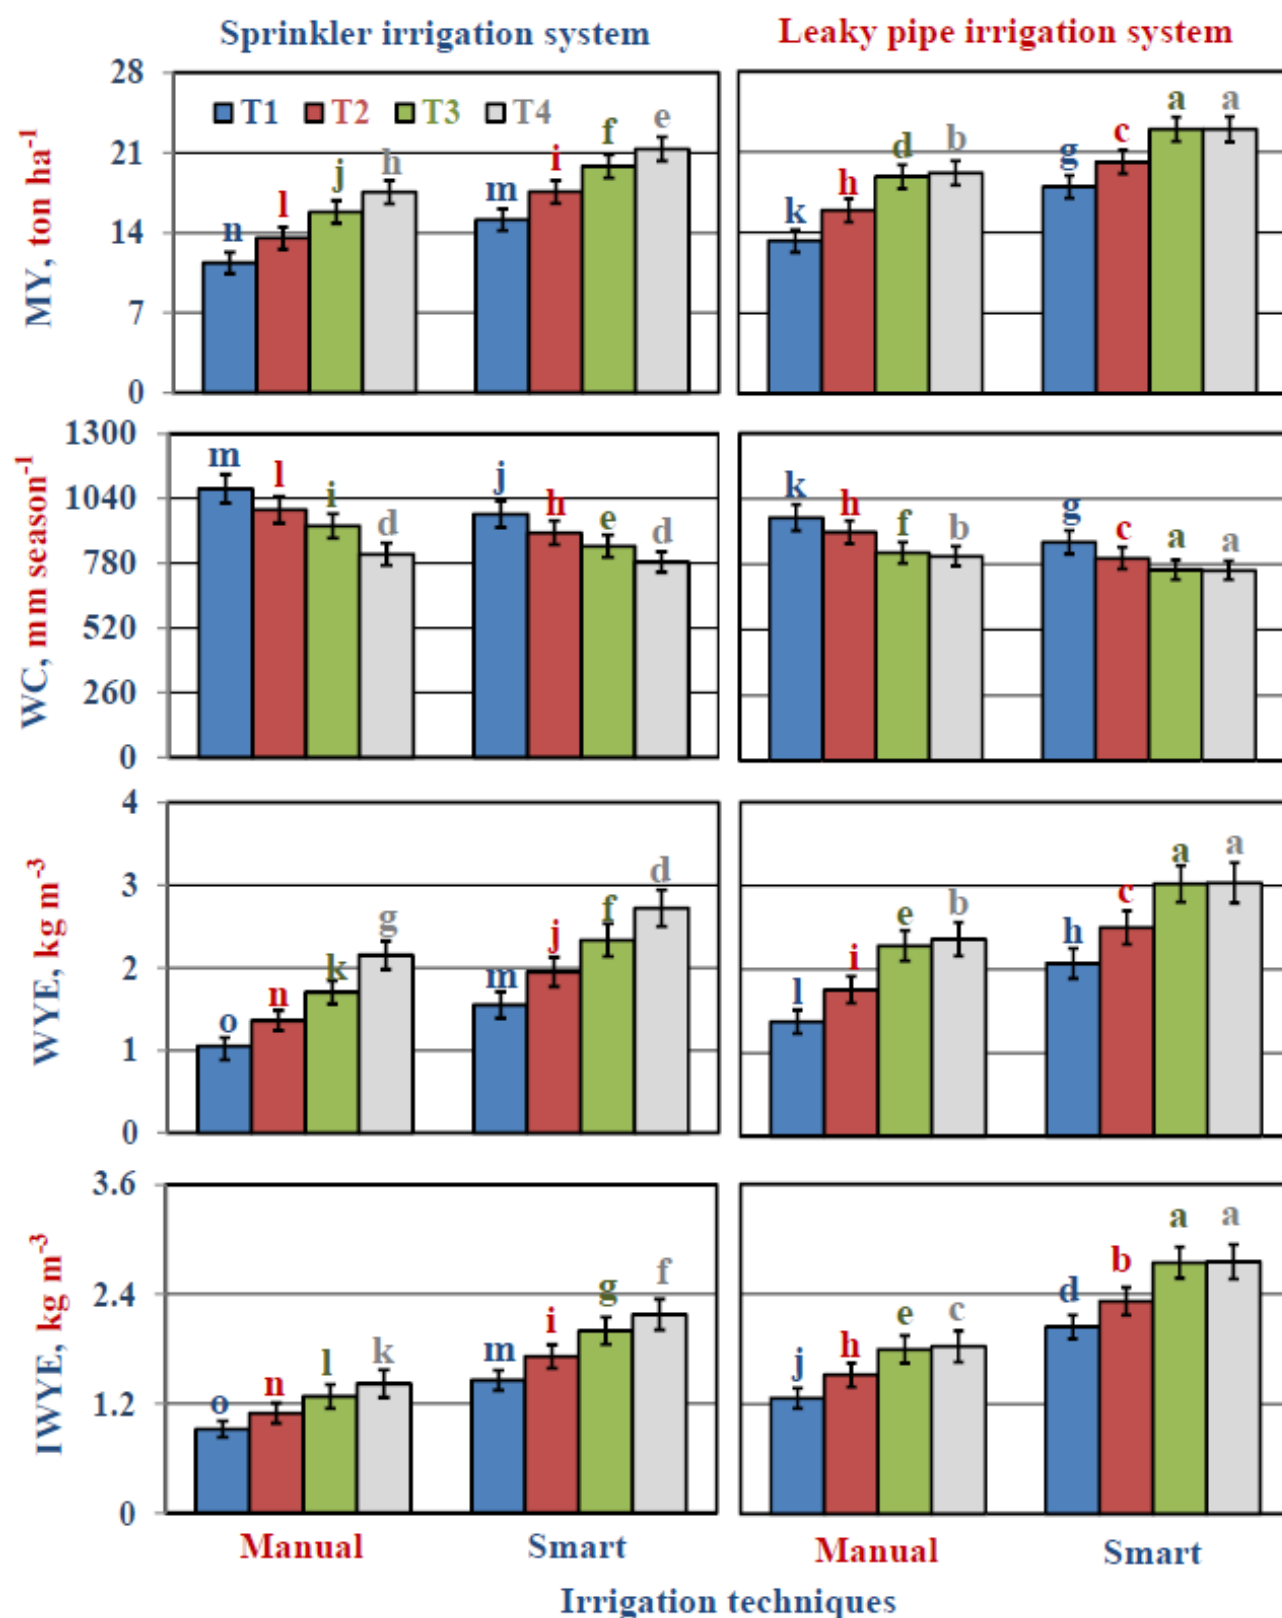 Sprinkler irrigation system Leaky pipe irrigation system
T1 T2 T3 T4
MY, ton ha⁻¹
28
21
14
7
0
n l j h m i f e
k h d b g c a a
WC, mm season⁻¹
1300
1040
780
520
260
0
m l i d j h e d
k h f b g c a a
WYE, kg m⁻³
4
3
2
1
0
o n k g m j f d
l i e b h c a a
IWYE, kg m⁻³
3.6
2.4
1.2
0
o n l k m i g f
j h e c d b a a
Manual Smart Manual Smart
Irrigation techniques